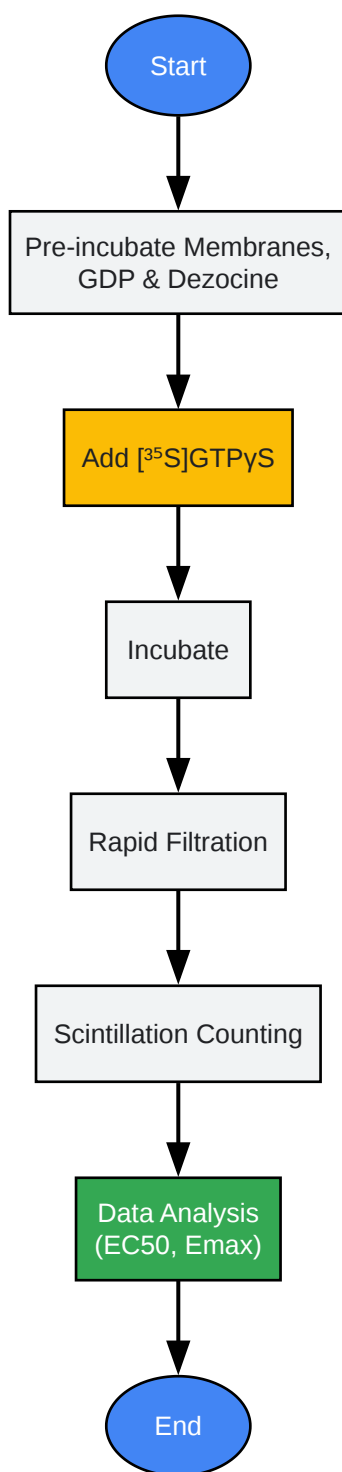 Start
Pre-incubate Membranes,
GDP & Dezocine
Add [³⁵S]GTPγS
Incubate
Rapid Filtration
Scintillation Counting
Data Analysis
(EC50, Emax)
End